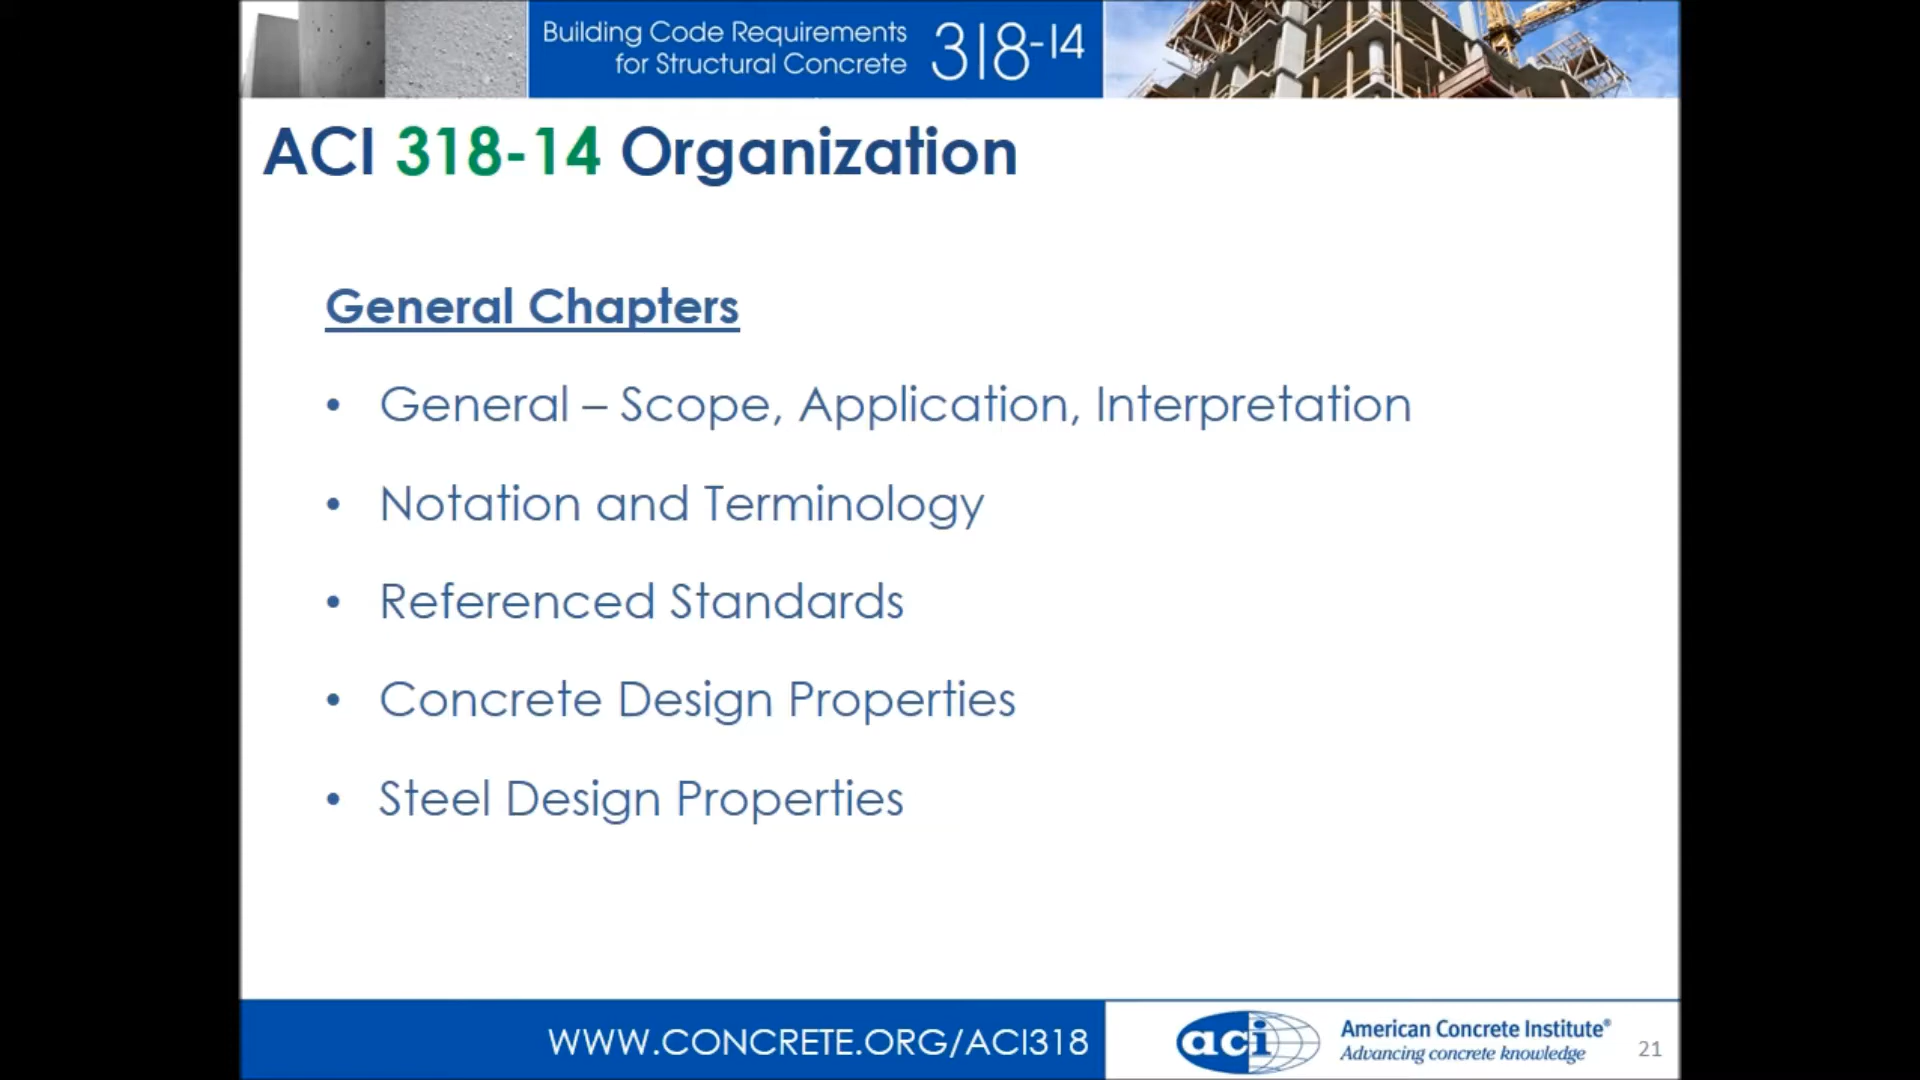 Building Code Requirements
for Structural Concrete
318-14
ACI 318-14 Organization
General Chapters
• General – Scope, Application, Interpretation
• Notation and Terminology
• Referenced Standards
• Concrete Design Properties
• Steel Design Properties
WWW.CONCRETE.ORG/ACI318
aci
American Concrete Institute®
Advancing concrete knowledge
21